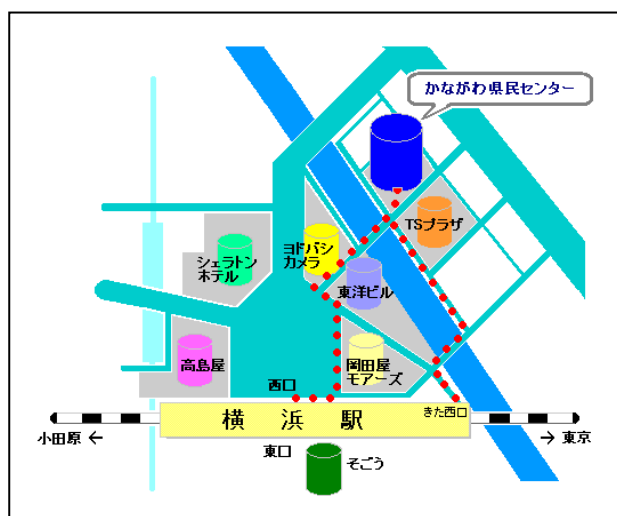 かながわ県民センター
TSプラザ
ヨドバシ
カメラ
シェラトン
ホテル
東洋ビル
高島屋
岡田屋
モアーズ
西口
きた西口
横浜駅
小田原 ←
→ 東京
東口
そごう